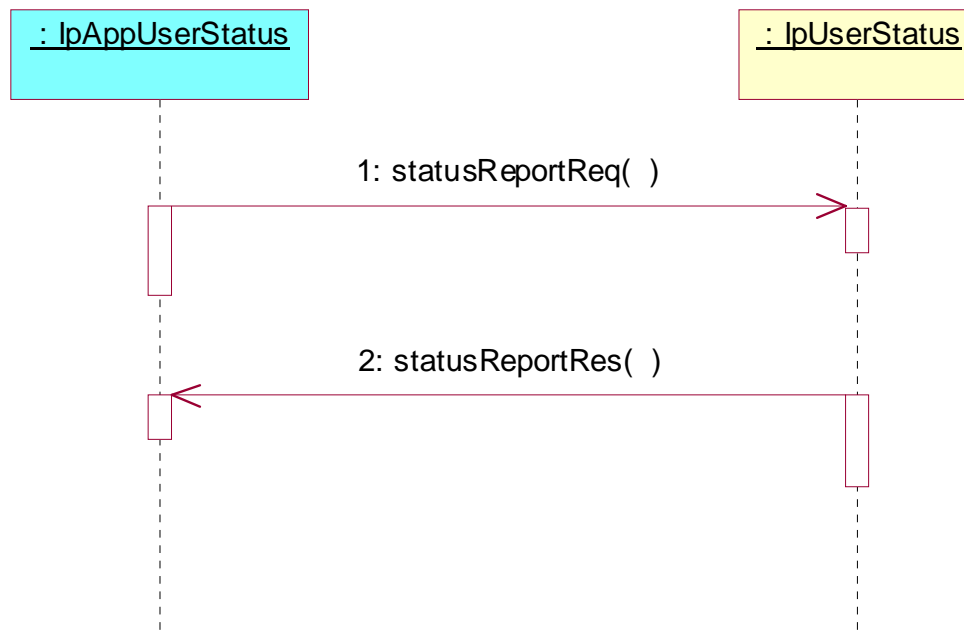 : IpAppUserStatus
: IpUserStatus
1: statusReportReq( )
2: statusReportRes( )